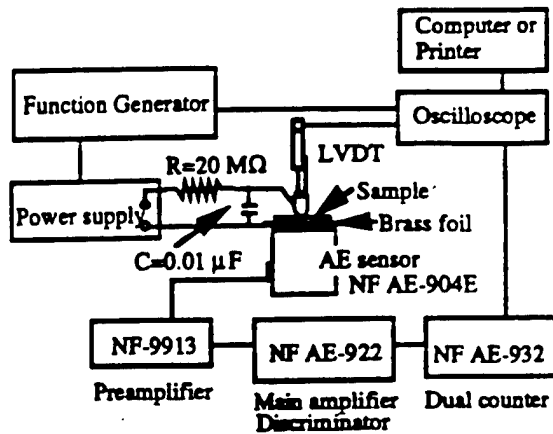 Computer or
Printer
Function Generator
Oscilloscope
LVDT
R=20 MΩ
Sample
Power supply
Brass foil
C=0.01 μF
AE sensor
NF AE-904E
NF-9913
NF AE-922
NF AE-932
Preamplifier
Main amplifier
Discriminator
Dual counter